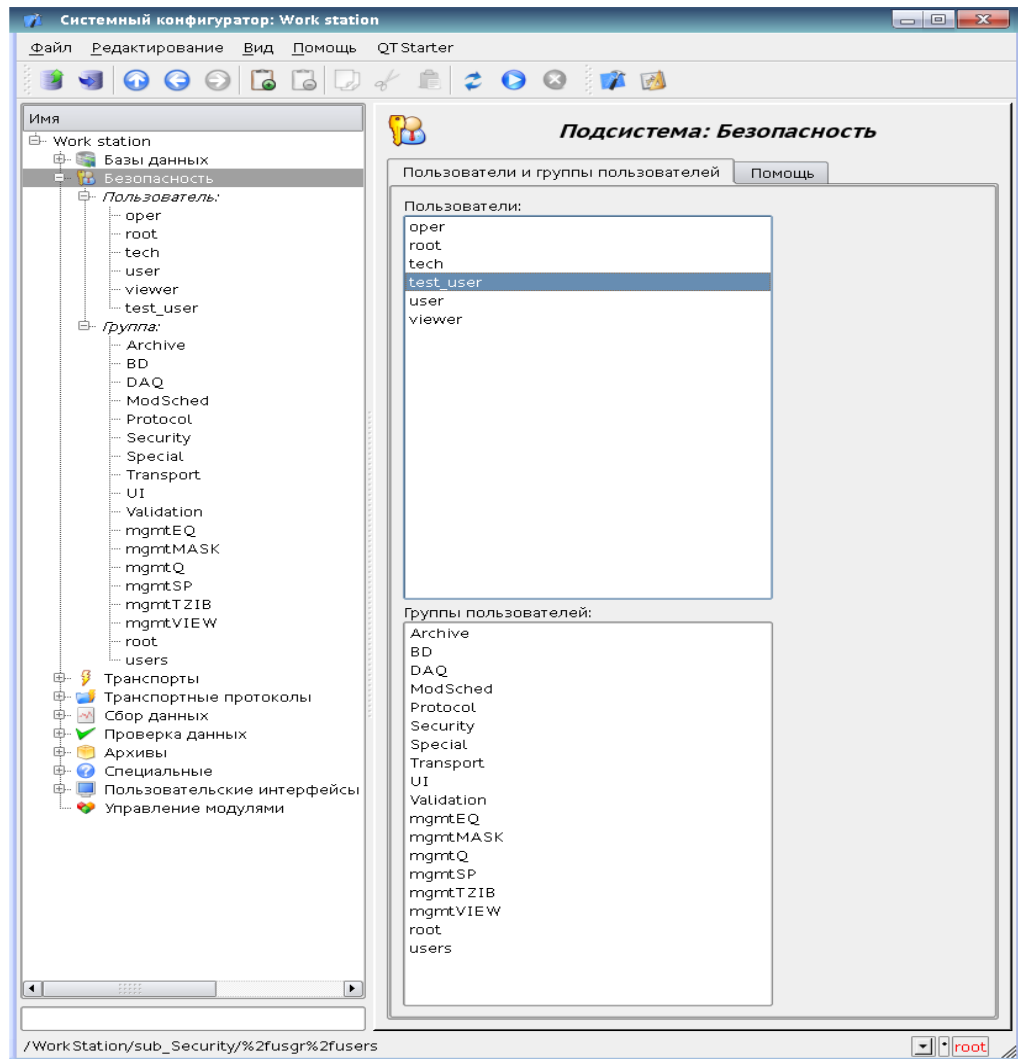 Системный конфигуратор: Work station
Файл Редактирование Вид Помощь QTStarter
Имя
Work station
Базы данных
Безопасность
Пользователь:
oper
root
tech
user
viewer
test_user
Группа:
Archive
BD
DAQ
ModSched
Protocol
Security
Special
Transport
UI
Validation
mgmtEQ
mgmtMASK
mgmtQ
mgmtSP
mgmtTZIB
mgmtVIEW
root
users
Транспорты
Транспортные протоколы
Сбор данных
Проверка данных
Архивы
Специальные
Пользовательские интерфейсы
Управление модулями
Подсистема: Безопасность
Пользователи и группы пользователей Помощь
Пользователи:
oper
root
tech
test_user
user
viewer
Группы пользователей:
Archive
BD
DAQ
ModSched
Protocol
Security
Special
Transport
UI
Validation
mgmtEQ
mgmtMASK
mgmtQ
mgmtSP
mgmtTZIB
mgmtVIEW
root
users
/WorkStation/sub_Security/%2fusgr%2fusers
* root